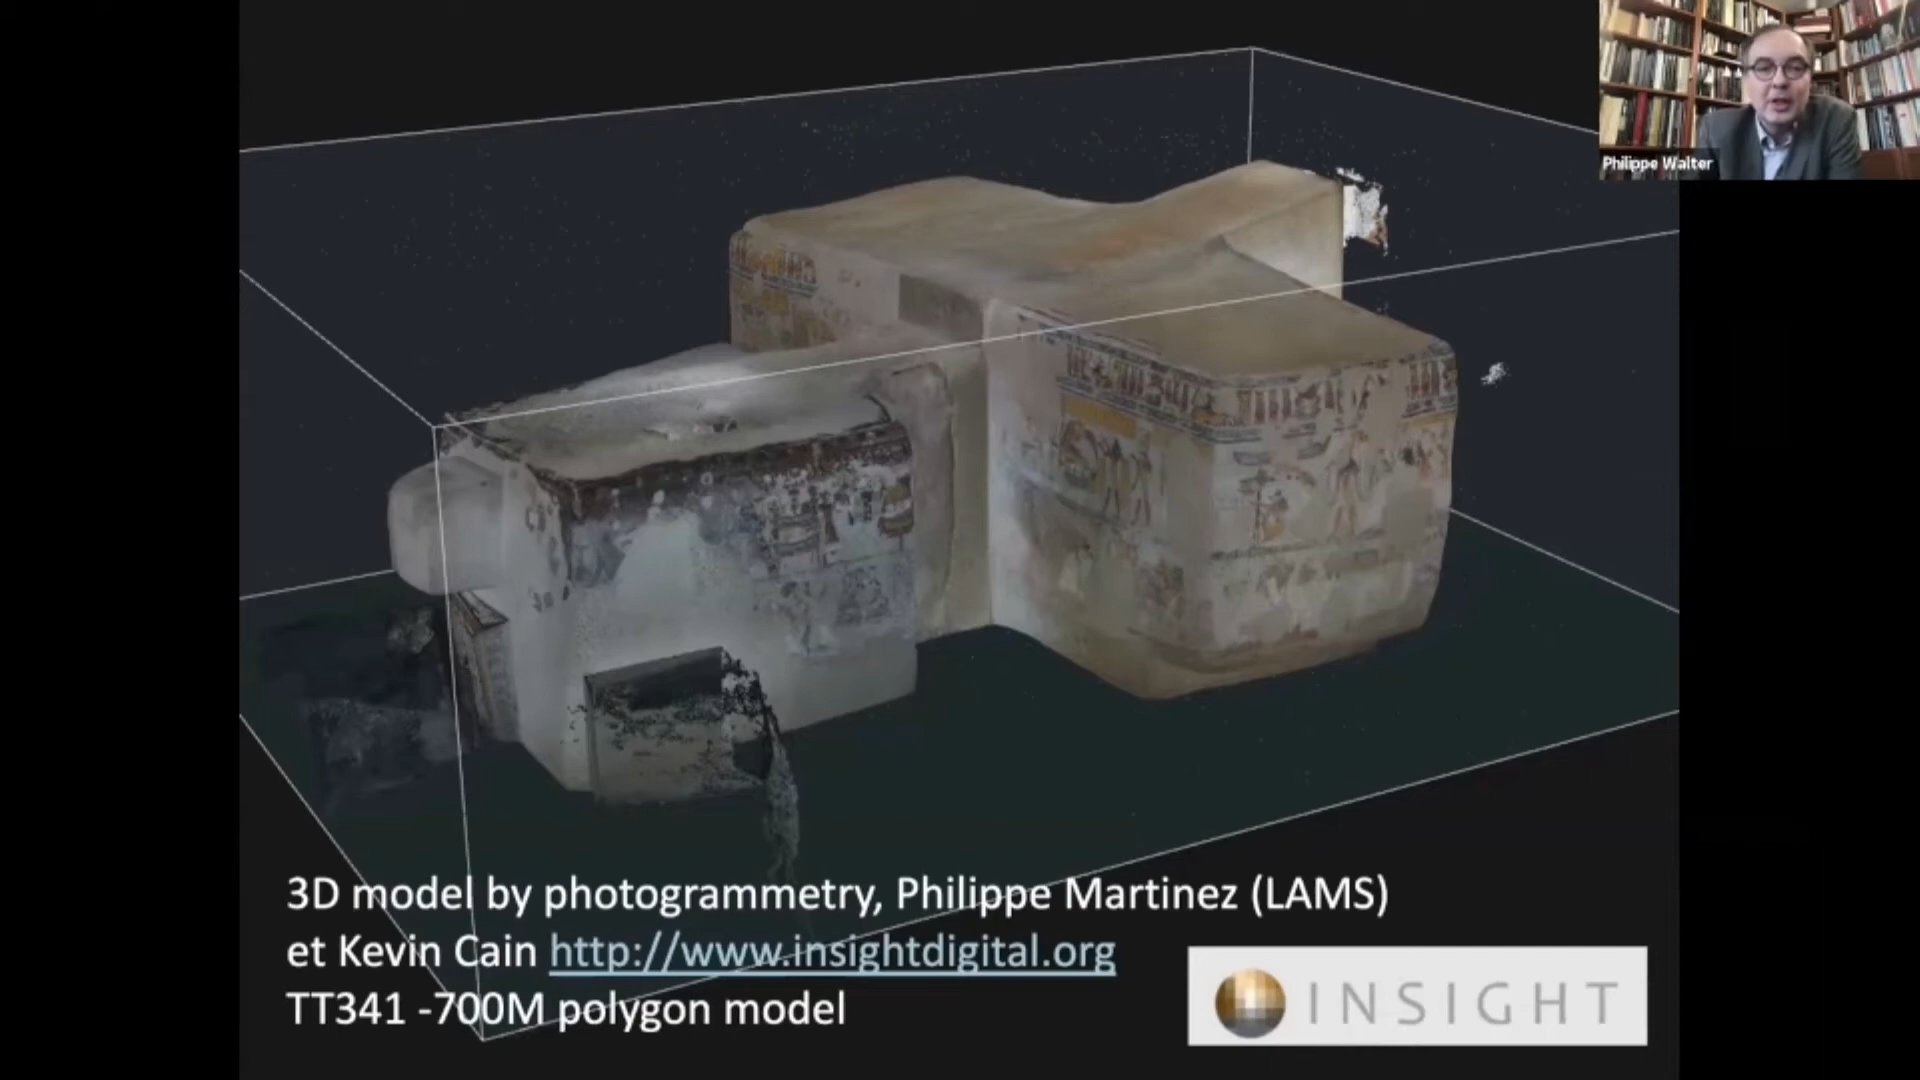 Philippe Walter
3D model by photogrammetry, Philippe Martinez (LAMS)
et Kevin Cain http://www.insightdigital.org
TT341 -700M polygon model
INSIGHT